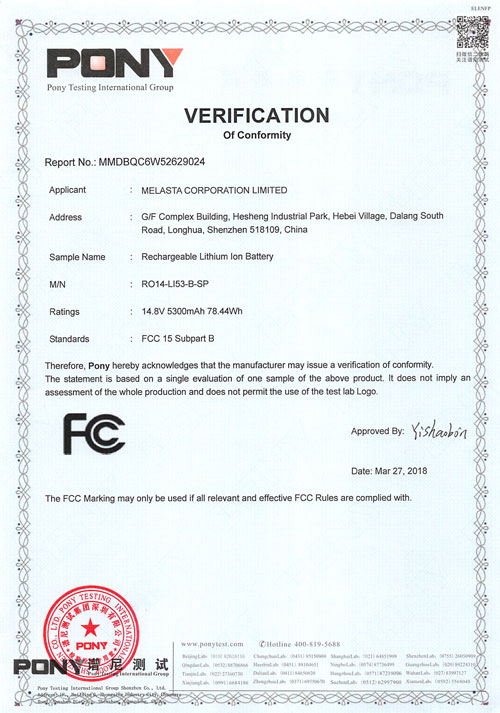 ELENFP
PONY
Pony Testing International Group
VERIFICATION
Of Conformity
Report No.: MMDBQC6W52629024
Applicant : MELASTA CORPORATION LIMITED
Address : G/F Complex Building, Hesheng Industrial Park, Hebei Village, Dalang South
Road, Longhua, Shenzhen 518109, China
Sample Name : Rechargeable Lithium Ion Battery
M/N : RO14-LI53-B-SP
Ratings : 14.8V 5300mAh 78.44Wh
Standards : FCC 15 Subpart B
Therefore, Pony hereby acknowledges that the manufacturer may issue a verification of conformity.
The statement is based on a single evaluation of one sample of the above product. It does not imply an
assessment of the whole production and does not permit the use of the test lab Logo.
FCC
Approved By: Yishaobin
Date: Mar 27, 2018
The FCC Marking may only be used if all relevant and effective FCC Rules are complied with.
PONY TESTING INTERNATIONAL
PONY
PONY 谱尼测试
Pony Testing International Group Shenzhen Co., Ltd.
www.ponytest.com Hotline 400-819-5688